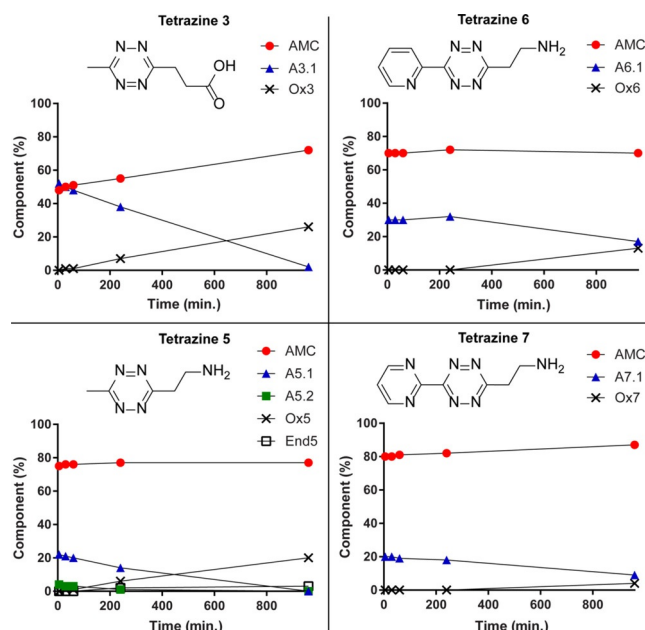 Tetrazine 3
N N
N N
OH
O
AMC
A3.1
Ox3
Component (%)
100
80
60
40
20
0
0 200 400 600 800
Time (min.)
Tetrazine 6
N N
N N
N
NH2
AMC
A6.1
Ox6
Component (%)
100
80
60
40
20
0
0 200 400 600 800
Time (min.)
Tetrazine 5
N N
N N
NH2
AMC
A5.1
A5.2
Ox5
End5
Component (%)
100
80
60
40
20
0
0 200 400 600 800
Time (min.)
Tetrazine 7
N N N
N N N
NH2
AMC
A7.1
Ox7
Component (%)
100
80
60
40
20
0
0 200 400 600 800
Time (min.)